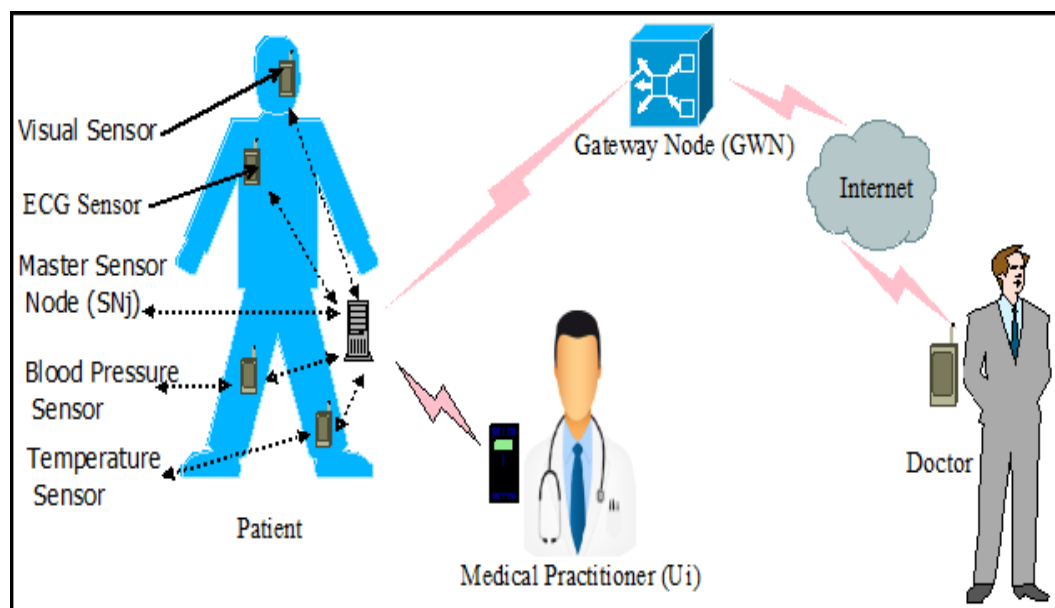 Visual Sensor
ECG Sensor
Master Sensor
Node (SNj)
Blood Pressure
Sensor
Temperature
Sensor
Patient
Gateway Node (GWN)
Internet
Doctor
Medical Practitioner (Ui)